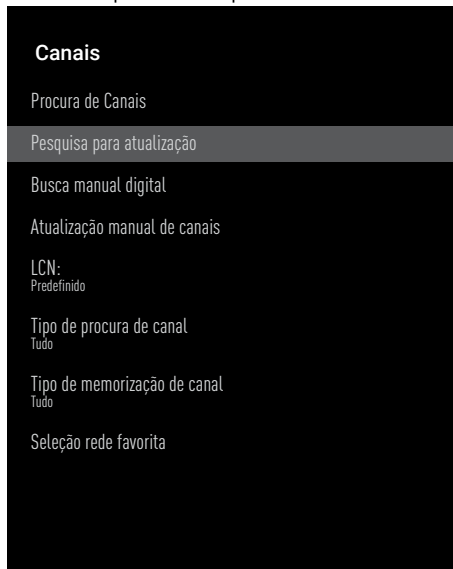 Canais
Procura de Canais
Pesquisa para atualização
Busca manual digital
Atualização manual de canais
LCN:
Predefinido
Tipo de procura de canal
Tudo
Tipo de memorização de canal
Tudo
Seleção rede favorita